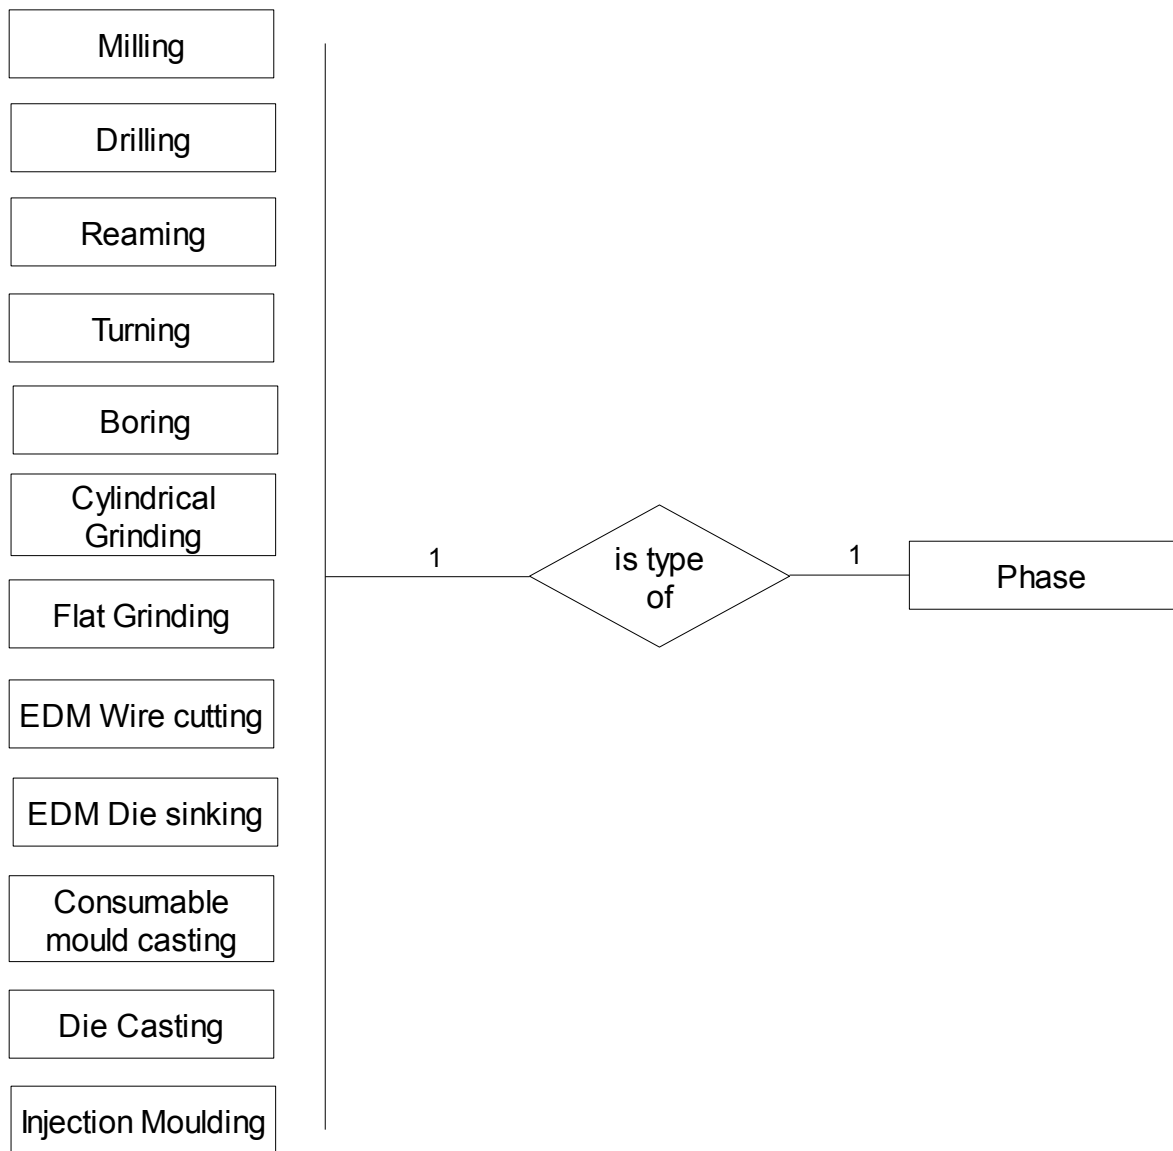 Milling
Drilling
Reaming
Turning
Boring
Cylindrical
Grinding
Flat Grinding
EDM Wire cutting
EDM Die sinking
Consumable
mould casting
Die Casting
Injection Moulding
1
is type
of
1
Phase